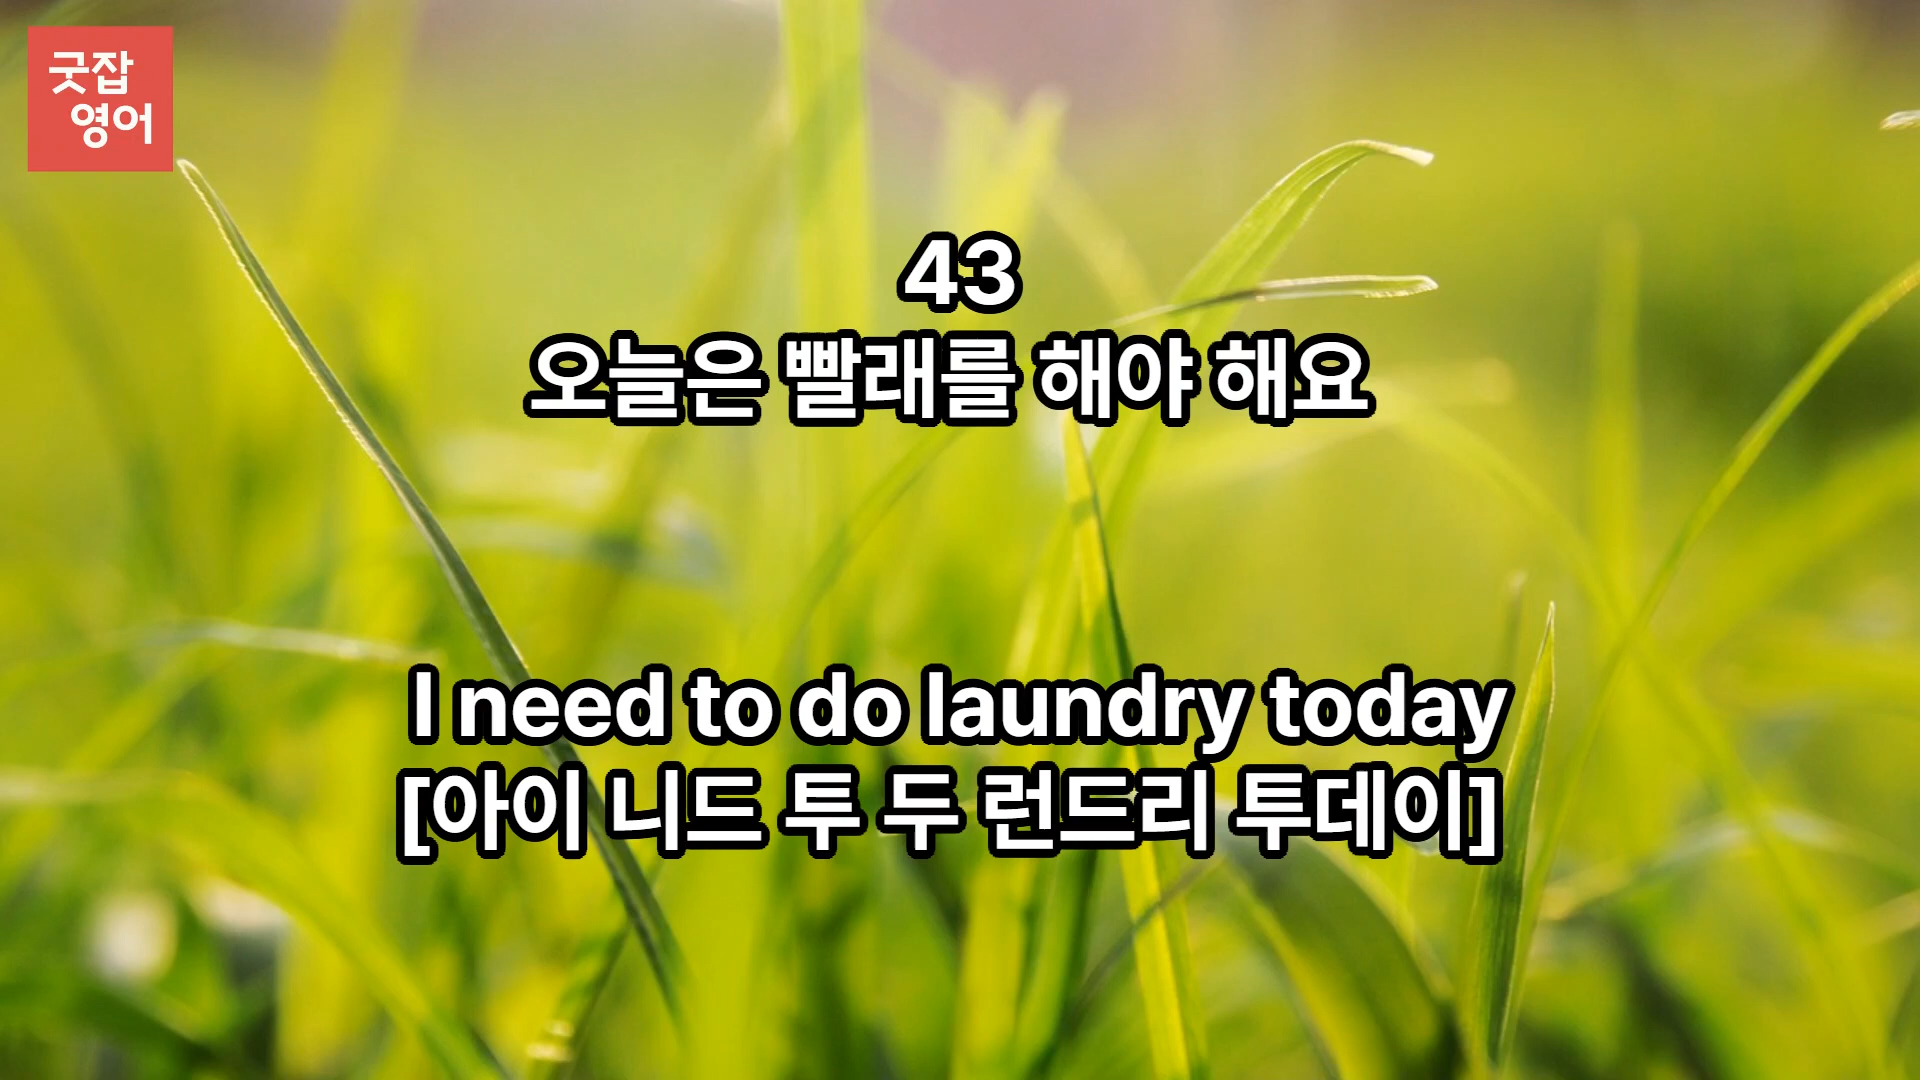 굿잡
영어
43
오늘은 빨래를 해야 해요
I need to do laundry today
[아이 니드 투 두 런드리 투데이]